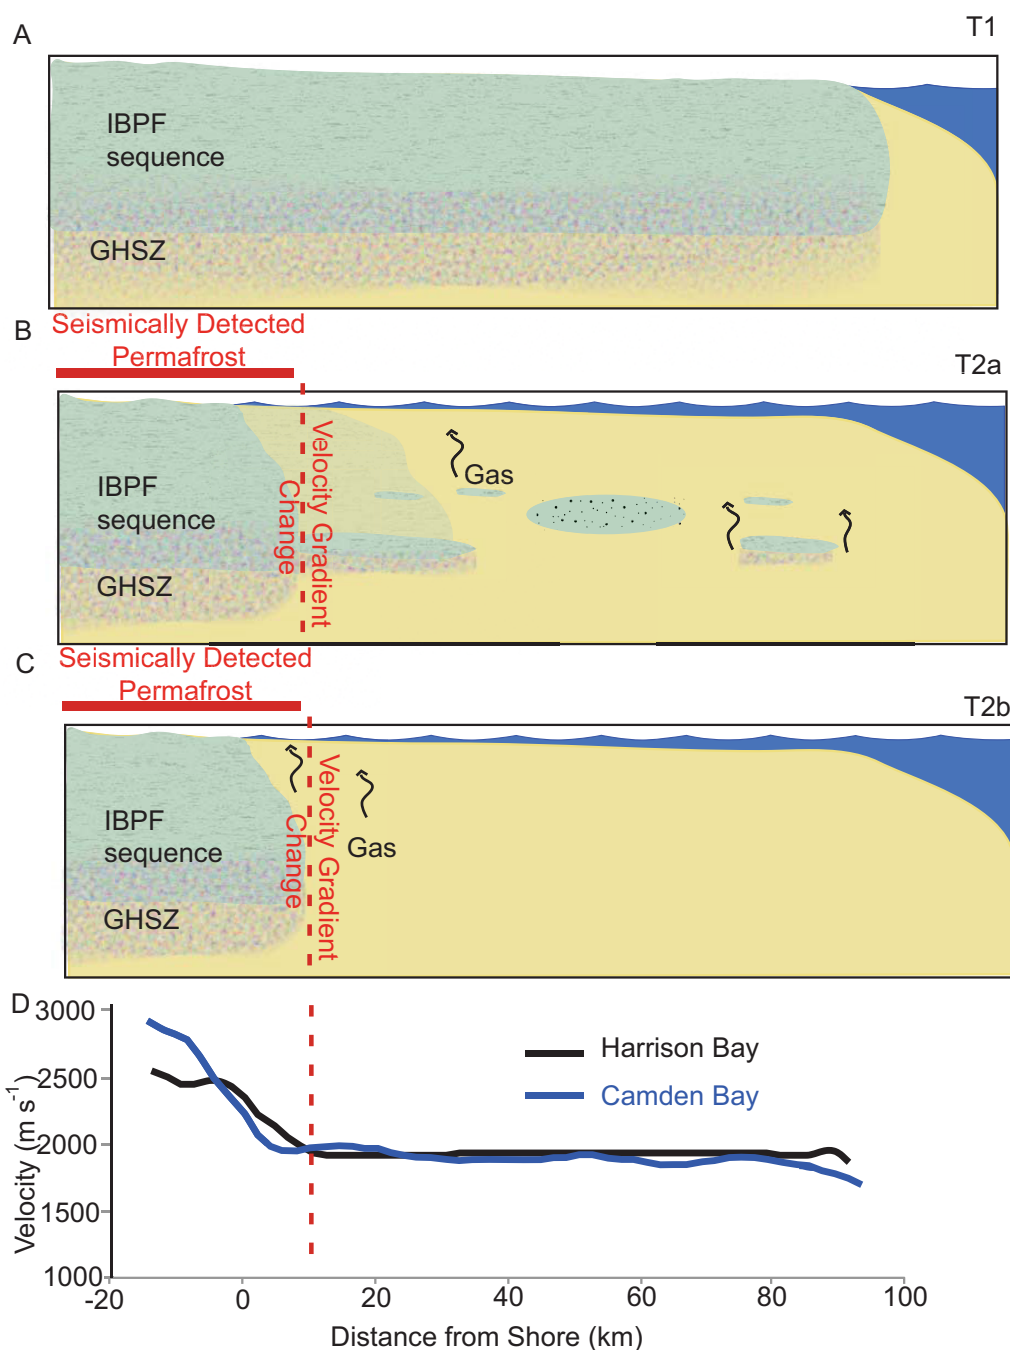 A
T1
IBPF
sequence
GHSZ
B
Seismically Detected
Permafrost
T2a
IBPF
sequence
GHSZ
Velocity Gradient
Change
Gas
C
Seismically Detected
Permafrost
T2b
IBPF
sequence
GHSZ
Velocity Gradient
Change
Gas
D
3000
2500
2000
1500
1000
Velocity (m s-1)
Harrison Bay
Camden Bay
-20 0 20 40 60 80 100
Distance from Shore (km)